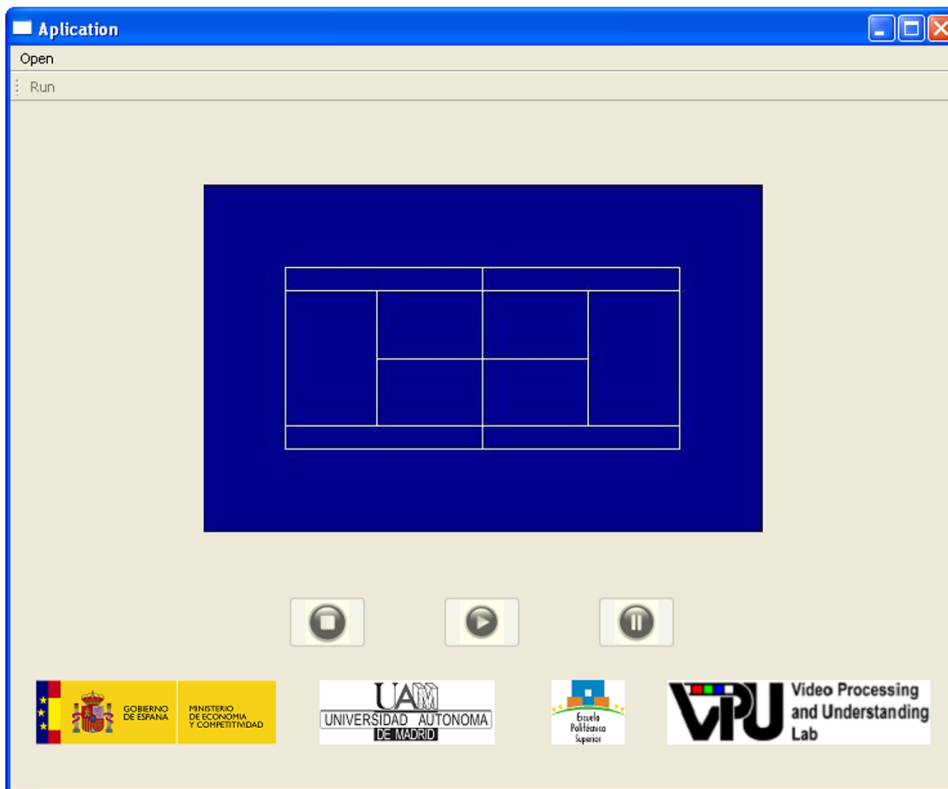 Aplication
Open
Run
GOBIERNO
DE ESPAÑA
MINISTERIO
DE ECONOMIA
Y COMPETITIVIDAD
UAM
UNIVERSIDAD AUTONOMA
DE MADRID
Escuela
Politécnica
Superior
VPU
Video Processing
and Understanding
Lab